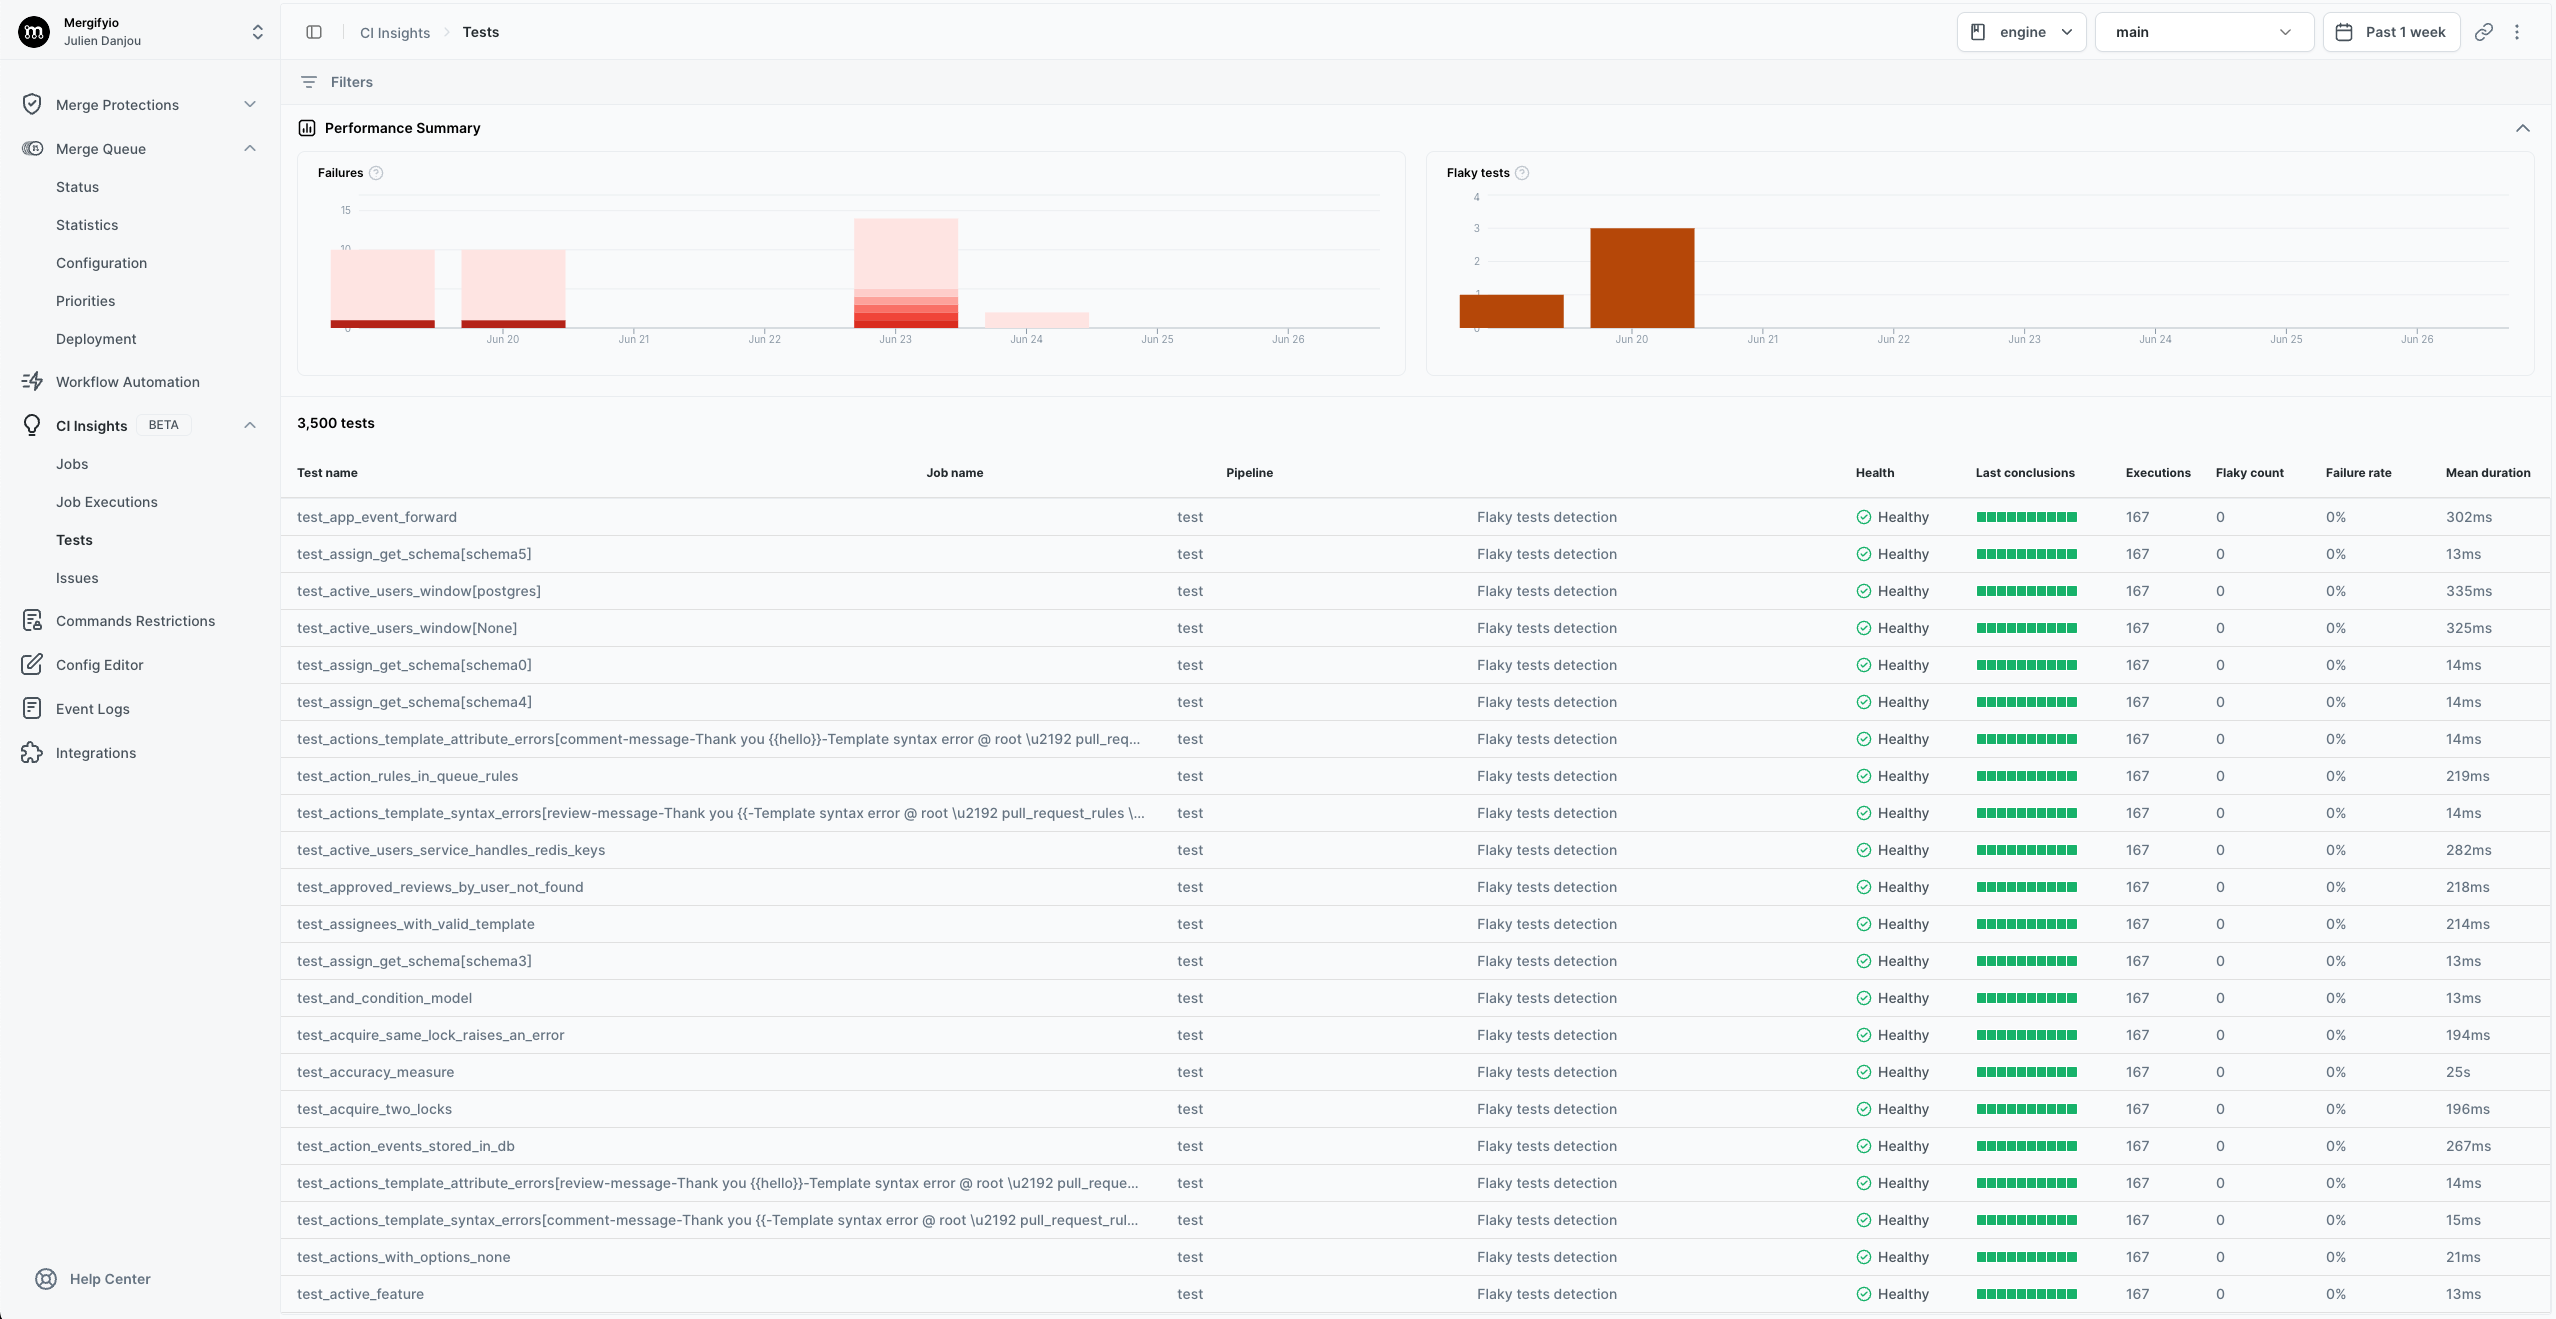 Mergifyio
Julien Danjou
Merge Protections
Merge Queue
Status
Statistics
Configuration
Priorities
Deployment
Workflow Automation
CI Insights BETA
Jobs
Job Executions
Tests
Issues
Commands Restrictions
Config Editor
Event Logs
Integrations
Help Center
CI Insights Tests
engine main Past 1 week
Filters
Performance Summary
Failures
15
10
0
Jun 20 Jun 21 Jun 22 Jun 23 Jun 24 Jun 25 Jun 26
Flaky tests
4
3
2
1
0
Jun 20 Jun 21 Jun 22 Jun 23 Jun 24 Jun 25 Jun 26
3,500 tests
Test name Job name Pipeline Health Last conclusions Executions Flaky count Failure rate Mean duration
test_app_event_forward test Flaky tests detection Healthy 167 0 0% 302ms
test_assign_get_schema[schema5] test Flaky tests detection Healthy 167 0 0% 13ms
test_active_users_window[postgres] test Flaky tests detection Healthy 167 0 0% 335ms
test_active_users_window[None] test Flaky tests detection Healthy 167 0 0% 325ms
test_assign_get_schema[schema0] test Flaky tests detection Healthy 167 0 0% 14ms
test_assign_get_schema[schema4] test Flaky tests detection Healthy 167 0 0% 14ms
test_actions_template_attribute_errors[comment-message-Thank you {{hello}}-Template syntax error @ root \u2192 pull_req... test Flaky tests detection Healthy 167 0 0% 14ms
test_action_rules_in_queue_rules test Flaky tests detection Healthy 167 0 0% 219ms
test_actions_template_syntax_errors[review-message-Thank you {{-Template syntax error @ root \u2192 pull_request_rules \... test Flaky tests detection Healthy 167 0 0% 14ms
test_active_users_service_handles_redis_keys test Flaky tests detection Healthy 167 0 0% 282ms
test_approved_reviews_by_user_not_found test Flaky tests detection Healthy 167 0 0% 218ms
test_assignees_with_valid_template test Flaky tests detection Healthy 167 0 0% 214ms
test_assign_get_schema[schema3] test Flaky tests detection Healthy 167 0 0% 13ms
test_and_condition_model test Flaky tests detection Healthy 167 0 0% 13ms
test_acquire_same_lock_raises_an_error test Flaky tests detection Healthy 167 0 0% 194ms
test_accuracy_measure test Flaky tests detection Healthy 167 0 0% 25s
test_acquire_two_locks test Flaky tests detection Healthy 167 0 0% 196ms
test_action_events_stored_in_db test Flaky tests detection Healthy 167 0 0% 267ms
test_actions_template_attribute_errors[review-message-Thank you {{hello}}-Template syntax error @ root \u2192 pull_reque... test Flaky tests detection Healthy 167 0 0% 14ms
test_actions_template_syntax_errors[comment-message-Thank you {{-Template syntax error @ root \u2192 pull_request_rul... test Flaky tests detection Healthy 167 0 0% 15ms
test_actions_with_options_none test Flaky tests detection Healthy 167 0 0% 21ms
test_active_feature test Flaky tests detection Healthy 167 0 0% 13ms